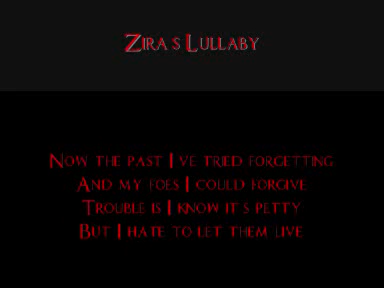 Zira's Lullaby
Now the past I've tried forgetting
And my foes I could forgive
Trouble is I know it's petty
But I hate to let them live